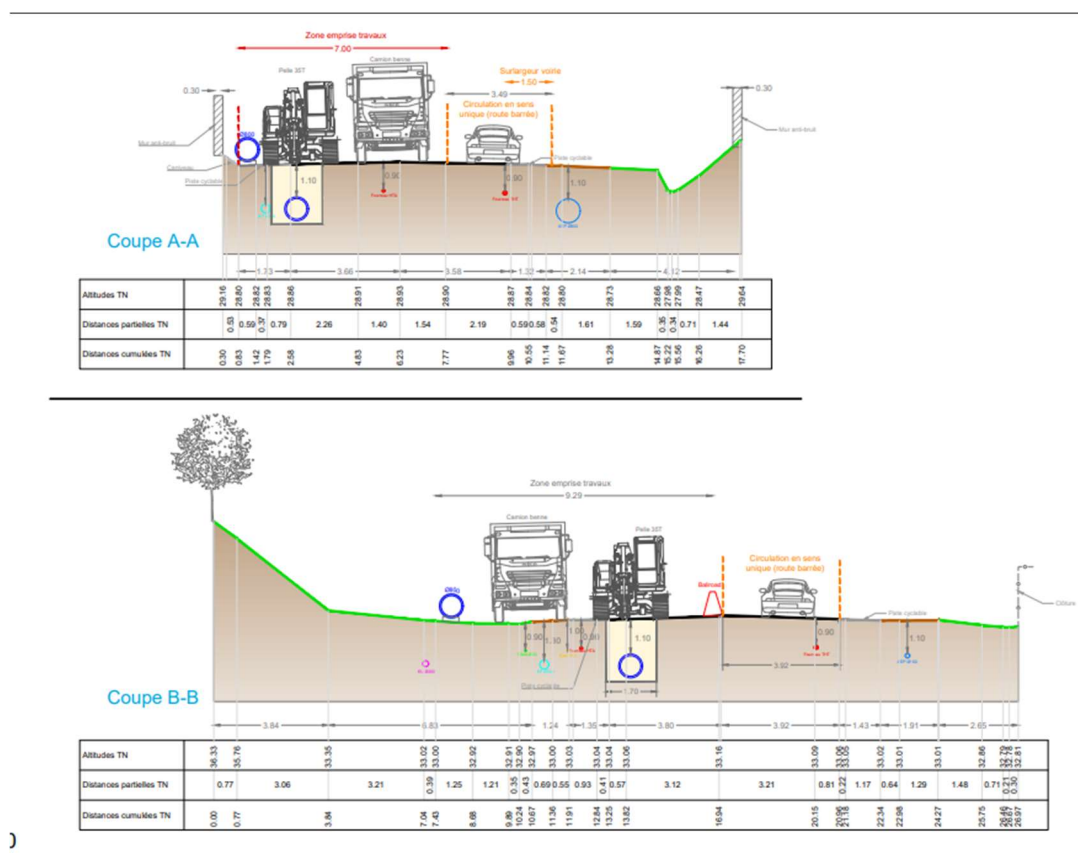 Zone emprise travaux
7.00
Camion benne
Pelle 35T
Surlargeur voirie
1.50
0.30
3.49
0.30
Circulation en sens
unique (route barrée)
Mur anti-bruit
Mur anti-bruit
Caniveau
Piste cyclable
Piste cyclable
1.10
0.90
0.90
1.10
Coupe A-A
1.73 3.66 3.58 1.32 2.14 4.12
Altitudes TN 29.16 28.80 28.82 28.83 28.86 28.91 28.93 28.90 28.87 28.84 28.82 28.80 28.73 28.66 27.98 27.99 28.47 29.64
Distances partielles TN 0.53 0.59 0.37 0.79 2.26 1.40 1.54 2.19 0.59 0.58 0.54 1.61 1.59 0.35 0.34 0.71 1.44
Distances cumulées TN 0.30 0.83 1.42 1.79 2.58 4.83 6.23 7.77 9.96 10.55 11.14 11.67 13.28 14.87 15.22 15.56 16.26 17.70
Zone emprise travaux
9.29
Camion benne
Pelle 35T
Circulation en sens
unique (route barrée)
Clôture
Piste cyclable
0.90
0.90
1.10
0.90
1.10
3.92
Piste cyclable
1.70
Coupe B-B
3.84 6.83 1.24 1.35 3.80 3.92 1.43 1.91 2.65
Altitudes TN 36.33 35.76 33.35 33.02 33.00 32.92 32.91 32.90 32.97 33.00 33.03 33.04 33.04 33.06 33.16 33.09 33.06 33.05 33.02 33.01 33.01 32.86 32.79 32.78 32.81
Distances partielles TN 0.77 3.06 3.21 0.39 1.25 1.21 0.35 0.43 0.69 0.55 0.93 0.41 0.57 3.12 3.21 0.81 0.22 1.17 0.64 1.29 1.48 0.71 0.21 0.30
Distances cumulées TN 0.00 0.77 3.84 7.04 7.43 8.68 9.89 10.24 10.67 11.36 11.91 12.84 13.25 13.82 16.94 20.15 20.96 21.18 22.34 22.98 24.27 25.75 26.46 26.67 26.97